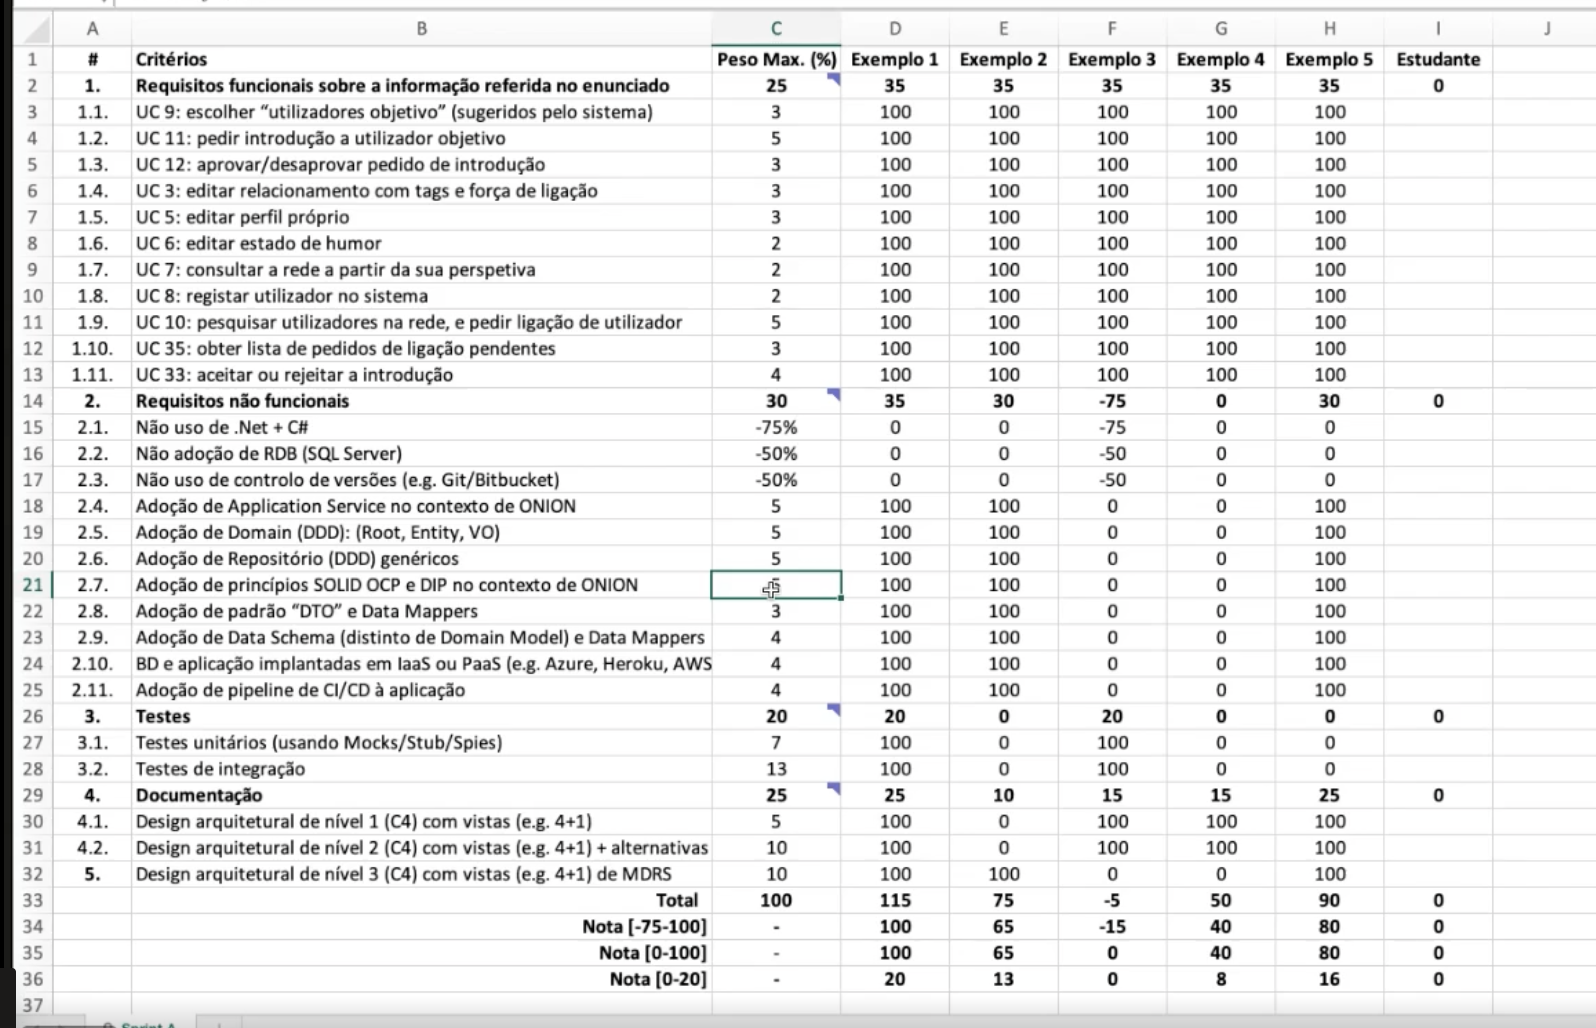 A B C D E F G H I J
1 # Critérios Peso Max. (%) Exemplo 1 Exemplo 2 Exemplo 3 Exemplo 4 Exemplo 5 Estudante
2 1. Requisitos funcionais sobre a informação referida no enunciado 25 35 35 35 35 35 0
3 1.1. UC 9: escolher “utilizadores objetivo” (sugeridos pelo sistema) 3 100 100 100 100 100
4 1.2. UC 11: pedir introdução a utilizador objetivo 5 100 100 100 100 100
5 1.3. UC 12: aprovar/desaprovar pedido de introdução 3 100 100 100 100 100
6 1.4. UC 3: editar relacionamento com tags e força de ligação 3 100 100 100 100 100
7 1.5. UC 5: editar perfil próprio 3 100 100 100 100 100
8 1.6. UC 6: editar estado de humor 2 100 100 100 100 100
9 1.7. UC 7: consultar a rede a partir da sua perspetiva 2 100 100 100 100 100
10 1.8. UC 8: registar utilizador no sistema 2 100 100 100 100 100
11 1.9. UC 10: pesquisar utilizadores na rede, e pedir ligação de utilizador 5 100 100 100 100 100
12 1.10. UC 35: obter lista de pedidos de ligação pendentes 3 100 100 100 100 100
13 1.11. UC 33: aceitar ou rejeitar a introdução 4 100 100 100 100 100
14 2. Requisitos não funcionais 30 35 30 -75 0 30 0
15 2.1. Não uso de .Net + C# -75% 0 0 -75 0 0
16 2.2. Não adoção de RDB (SQL Server) -50% 0 0 -50 0 0
17 2.3. Não uso de controlo de versões (e.g. Git/Bitbucket) -50% 0 0 -50 0 0
18 2.4. Adoção de Application Service no contexto de ONION 5 100 100 0 0 100
19 2.5. Adoção de Domain (DDD): (Root, Entity, VO) 5 100 100 0 0 100
20 2.6. Adoção de Repositório (DDD) genéricos 5 100 100 0 0 100
21 2.7. Adoção de princípios SOLID OCP e DIP no contexto de ONION 100 100 0 0 100
22 2.8. Adoção de padrão “DTO” e Data Mappers 3 100 100 0 0 100
23 2.9. Adoção de Data Schema (distinto de Domain Model) e Data Mappers 4 100 100 0 0 100
24 2.10. BD e aplicação implantadas em IaaS ou PaaS (e.g. Azure, Heroku, AWS 4 100 100 0 0 100
25 2.11. Adoção de pipeline de CI/CD à aplicação 4 100 100 0 0 100
26 3. Testes 20 20 0 20 0 0 0
27 3.1. Testes unitários (usando Mocks/Stub/Spies) 7 100 0 100 0 0
28 3.2. Testes de integração 13 100 0 100 0 0
29 4. Documentação 25 25 10 15 15 25 0
30 4.1. Design arquitetural de nível 1 (C4) com vistas (e.g. 4+1) 5 100 0 100 100 100
31 4.2. Design arquitetural de nível 2 (C4) com vistas (e.g. 4+1) + alternativas 10 100 0 100 100 100
32 5. Design arquitetural de nível 3 (C4) com vistas (e.g. 4+1) de MDRS 10 100 100 0 0 100
33 Total 100 115 75 -5 50 90 0
34 Nota [-75-100] - 100 65 -15 40 80 0
35 Nota [0-100] - 100 65 0 40 80 0
36 Nota [0-20] - 20 13 0 8 16 0
37
Sprint A